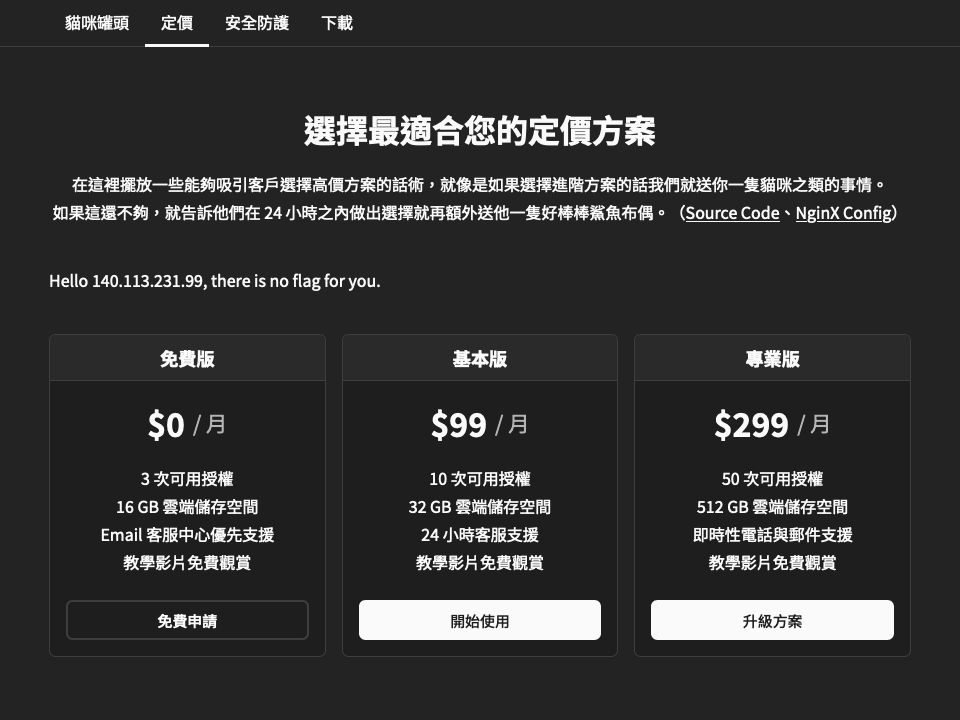 貓咪罐頭 定價 安全防護 下載
選擇最適合您的定價方案
在這裡擺放一些能夠吸引客戶選擇高價方案的話術，就像是如果選擇進階方案的話我們就送你一隻貓咪之類的事情。
如果這還不夠，就告訴他們在 24 小時之內做出選擇就再額外送他一隻好棒棒鯊魚布偶。（Source Code、NginX Config）
Hello 140.113.231.99, there is no flag for you.
免費版
$0 / 月
3 次可用授權
16 GB 雲端儲存空間
Email 客服中心優先支援
教學影片免費觀賞
免費申請
基本版
$99 / 月
10 次可用授權
32 GB 雲端儲存空間
24 小時客服支援
教學影片免費觀賞
開始使用
專業版
$299 / 月
50 次可用授權
512 GB 雲端儲存空間
即時性電話與郵件支援
教學影片免費觀賞
升級方案